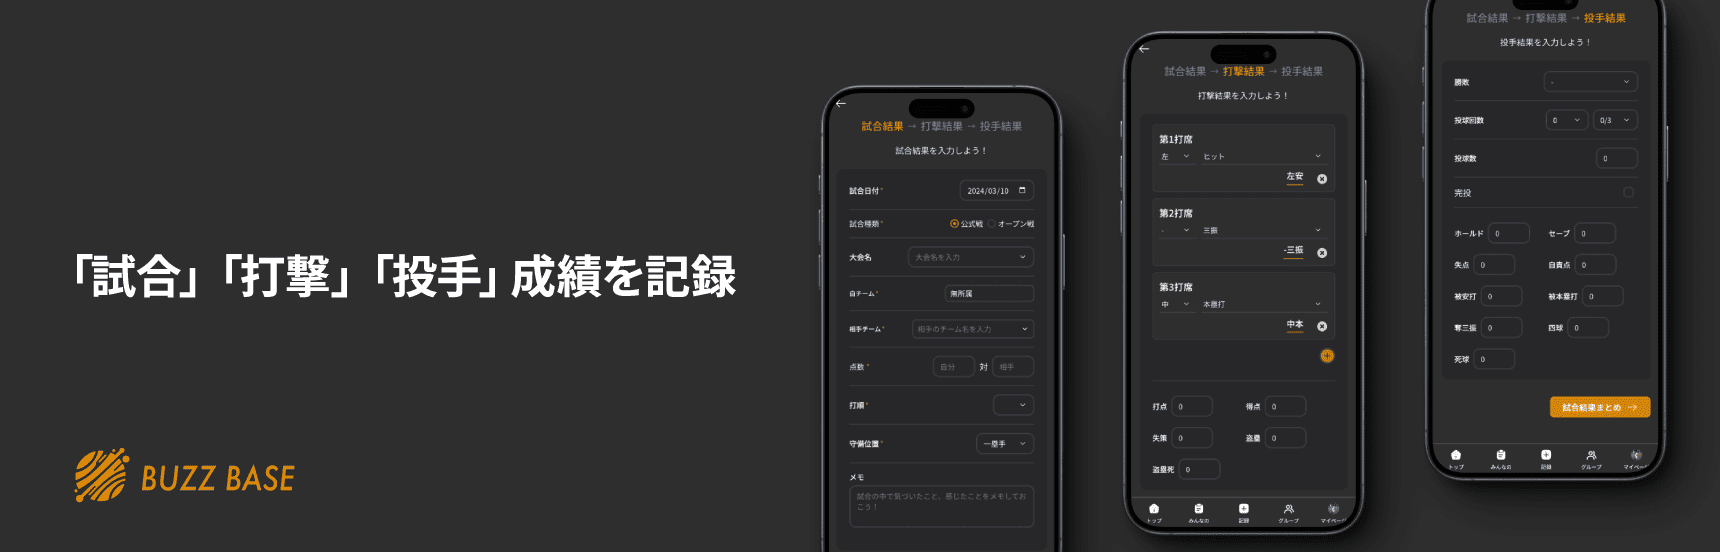 「試合」「打撃」「投手」成績を記録
BUZZ BASE
試合結果 → 打撃結果 → 投手結果
試合結果を入力しよう！
試合日付*
2024/03/10
試合種類*
公式戦 オープン戦
大会名
大会名を入力
自チーム*
無所属
相手チーム*
相手のチーム名を入力
点数*
自分 対 相手
打順*
守備位置*
一塁手
メモ
試合の中で気づいたこと、感じたことをメモしてお
こう！
試合結果 → 打撃結果 → 投手結果
打撃結果を入力しよう！
第1打席
左 ヒット
左安
第2打席
- 三振
-三振
第3打席
中 本塁打
中本
打点 0 得点 0
失策 0 盗塁 0
盗塁死 0
トップ みんなの 記録 グループ マイページ
試合結果 → 打撃結果 → 投手結果
投手結果を入力しよう！
勝敗 -
投球回数 0 0/3
投球数 0
完投
ホールド 0 セーブ 0
失点 0 自責点 0
被安打 0 被本塁打 0
奪三振 0 四球 0
死球 0
試合結果まとめ →
トップ みんなの 記録 グループ マイページ